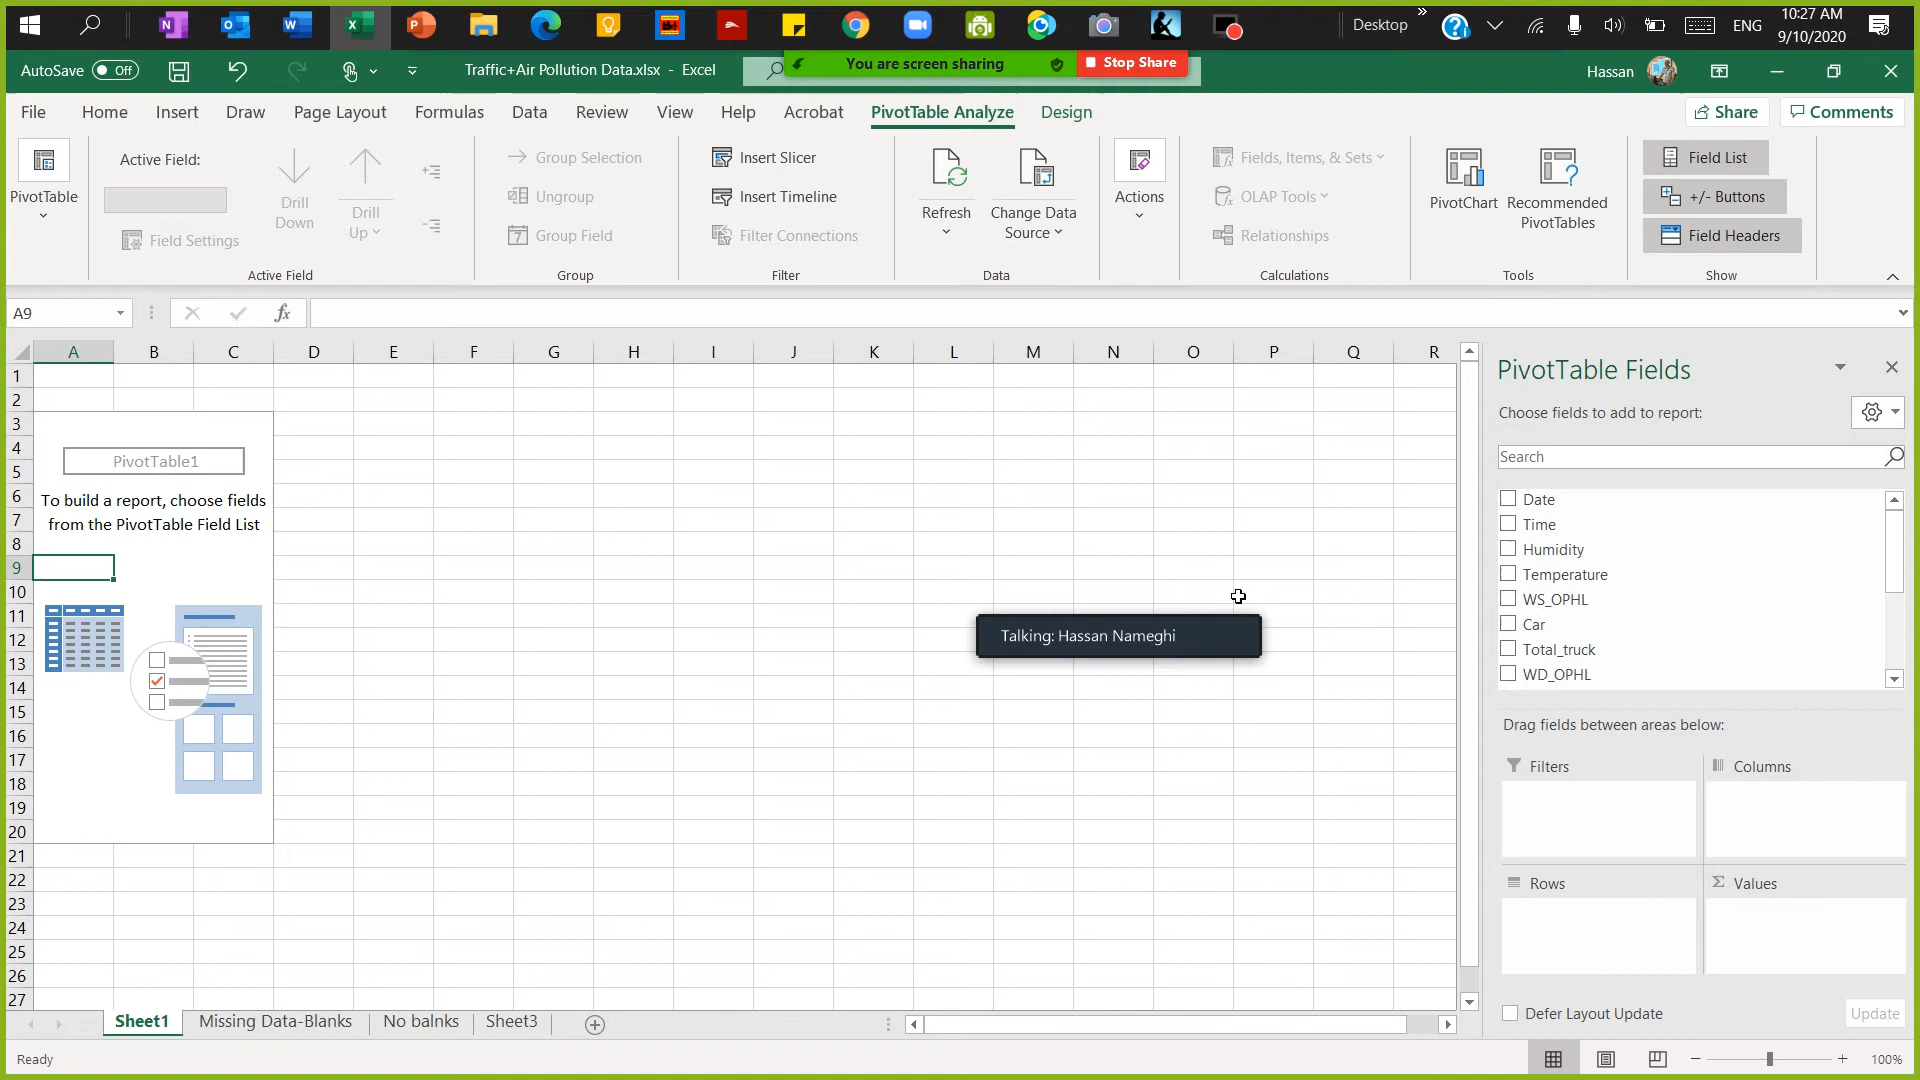 Desktop
»
ENG
10:27 AM
9/10/2020
AutoSave Off
Traffic+Air Pollution Data.xlsx - Excel
You are screen sharing
Stop Share
Hassan
File Home Insert Draw Page Layout Formulas Data Review View Help Acrobat PivotTable Analyze Design
Share
Comments
PivotTable
Active Field:
Drill Down
Drill Up
Field Settings
Active Field
Group Selection
Ungroup
Group Field
Group
Insert Slicer
Insert Timeline
Filter Connections
Filter
Refresh
Change Data Source
Data
Actions
Fields, Items, & Sets
OLAP Tools
Relationships
Calculations
PivotChart
Recommended PivotTables
Tools
Field List
+/- Buttons
Field Headers
Show
A9
fx
A B C D E F G H I J K L M N O P Q R
1
2
3
4
5
6
7
8
9
10
11
12
13
14
15
16
17
18
19
20
21
22
23
24
25
26
27
PivotTable1
To build a report, choose fields
from the PivotTable Field List
Talking: Hassan Nameghi
PivotTable Fields
Choose fields to add to report:
Search
Date
Time
Humidity
Temperature
WS_OPHL
Car
Total_truck
WD_OPHL
Drag fields between areas below:
Filters
Columns
Rows
Σ Values
Defer Layout Update
Update
Sheet1 Missing Data-Blanks No balnks Sheet3
Ready
100%